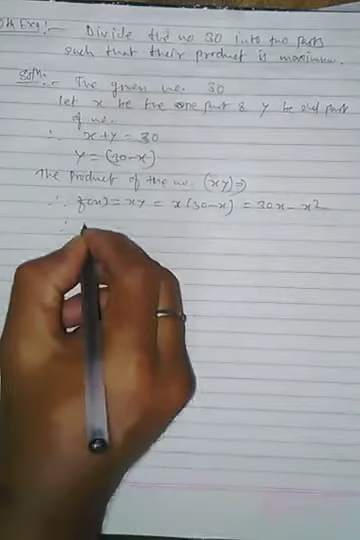 Ex9:- Divide the no 30 into two parts
such that their product is maximum.
Soln:- The given no. 30
let x be the one part & y be 2nd part
of no.
∴ x+y = 30
y = (30-x)
The product of the no. (xy) ⇒
∴ f(x) = xy = x(30-x) = 30x - x²
∴